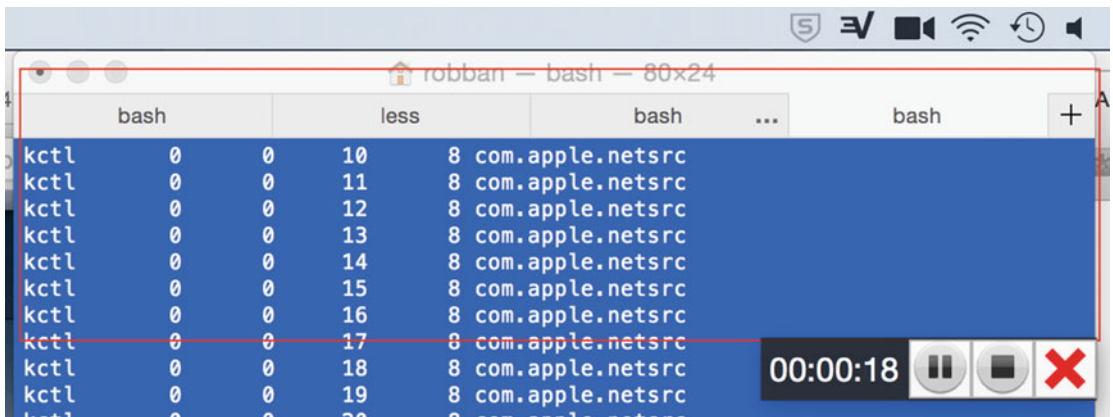 robban — bash — 80×24
bash less bash ... bash +
kctl 0 0 10 8 com.apple.netsrc
kctl 0 0 11 8 com.apple.netsrc
kctl 0 0 12 8 com.apple.netsrc
kctl 0 0 13 8 com.apple.netsrc
kctl 0 0 14 8 com.apple.netsrc
kctl 0 0 15 8 com.apple.netsrc
kctl 0 0 16 8 com.apple.netsrc
kctl 0 0 17 8 com.apple.netsrc
kctl 0 0 18 8 com.apple.netsrc
00:00:18
kctl 0 0 19 8 com.apple.netsrc